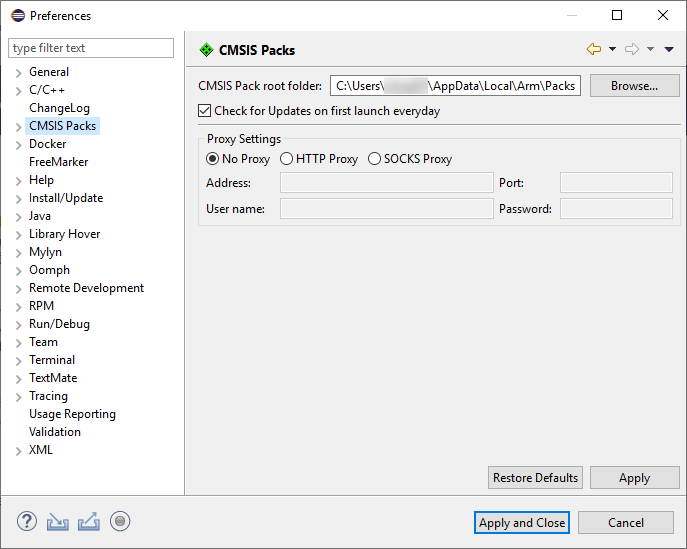 Preferences
type filter text
General
C/C++
ChangeLog
CMSIS Packs
Docker
FreeMarker
Help
Install/Update
Java
Library Hover
Mylyn
Oomph
Remote Development
RPM
Run/Debug
Team
Terminal
TextMate
Tracing
Usage Reporting
Validation
XML
CMSIS Packs
CMSIS Pack root folder: C:\Users\ \AppData\Local\Arm\Packs Browse...
Check for Updates on first launch everyday
Proxy Settings
No Proxy HTTP Proxy SOCKS Proxy
Address: Port:
User name: Password:
Restore Defaults Apply
Apply and Close Cancel